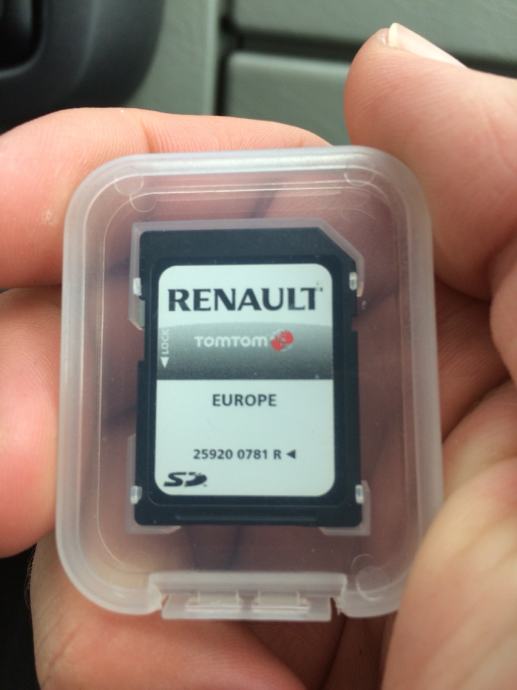 RENAULT
◀ LOCK
TOMTOM
EUROPE
25920 0781 R ◀
SD